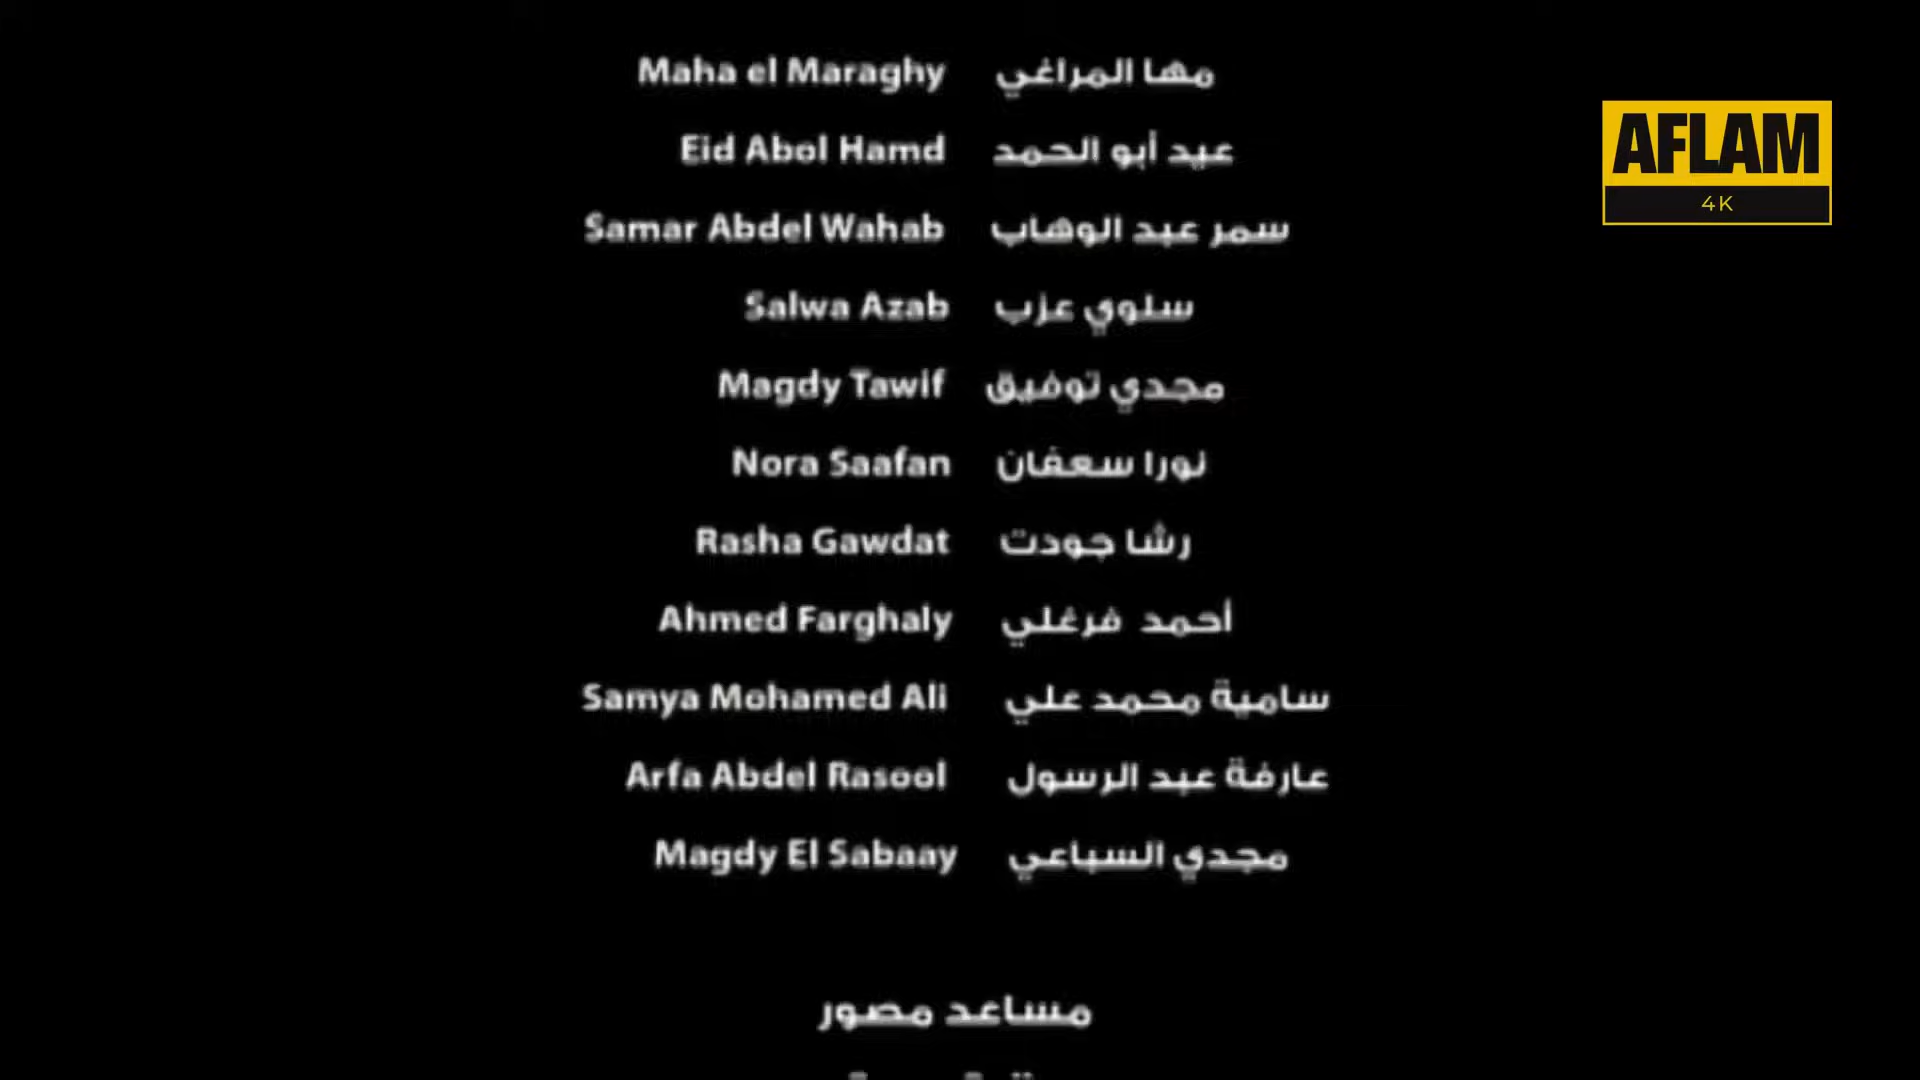 Maha el Maraghy مها المراغي
Eid Abol Hamd عيد أبو الحمد
Samar Abdel Wahab سمر عبد الوهاب
Salwa Azab سلوي عزب
Magdy Tawif مجدي توفيق
Nora Saafan نورا سعفان
Rasha Gawdat رشا جودت
Ahmed Farghaly أحمد فرغلي
Samya Mohamed Ali سامية محمد علي
Arfa Abdel Rasool عارفة عبد الرسول
Magdy El Sabaay مجدي السباعي
مساعد مصور
AFLAM
4K